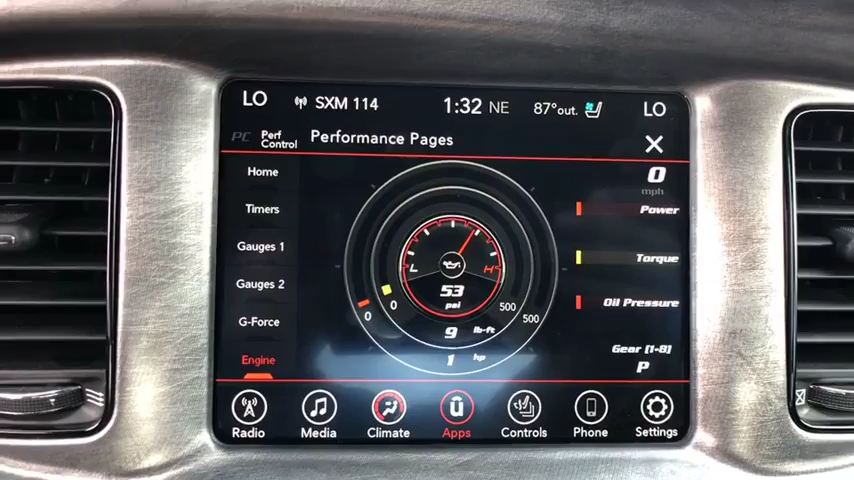 LO SXM 114 1:32 NE 87°out. LO
PC Perf Control Performance Pages X
Home
Timers
Gauges 1
Gauges 2
G-Force
Engine
L H
53
psi
0 0 500 500
9 lb-ft
1 hp
0
mph
Power
Torque
Oil Pressure
Gear [1-8]
P
Radio Media Climate Apps Controls Phone Settings